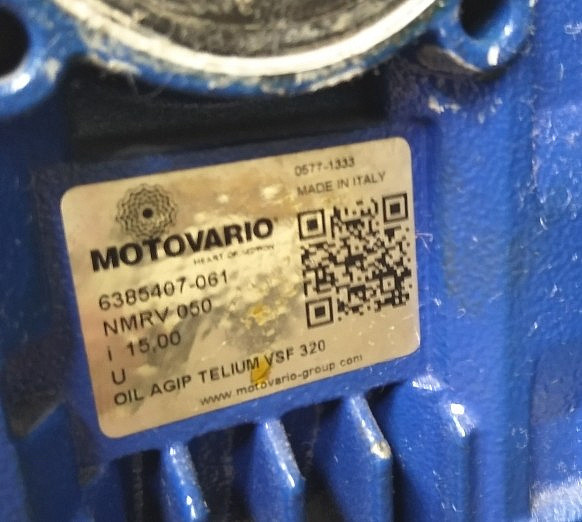 0577-1333
MADE IN ITALY
MOTOVARIO
HEART OF MOTION
6385407-061
NMRV 050
i 15,00
U
OIL AGIP TELIUM VSF 320
www.motovario-group.com